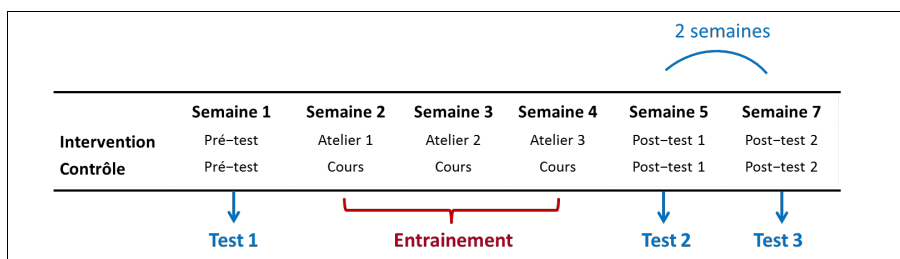 2 semaines
Semaine 1 Semaine 2 Semaine 3 Semaine 4 Semaine 5 Semaine 7
Intervention Pré–test Atelier 1 Atelier 2 Atelier 3 Post–test 1 Post–test 2
Contrôle Pré–test Cours Cours Cours Post–test 1 Post–test 2
Test 1 Entrainement Test 2 Test 3